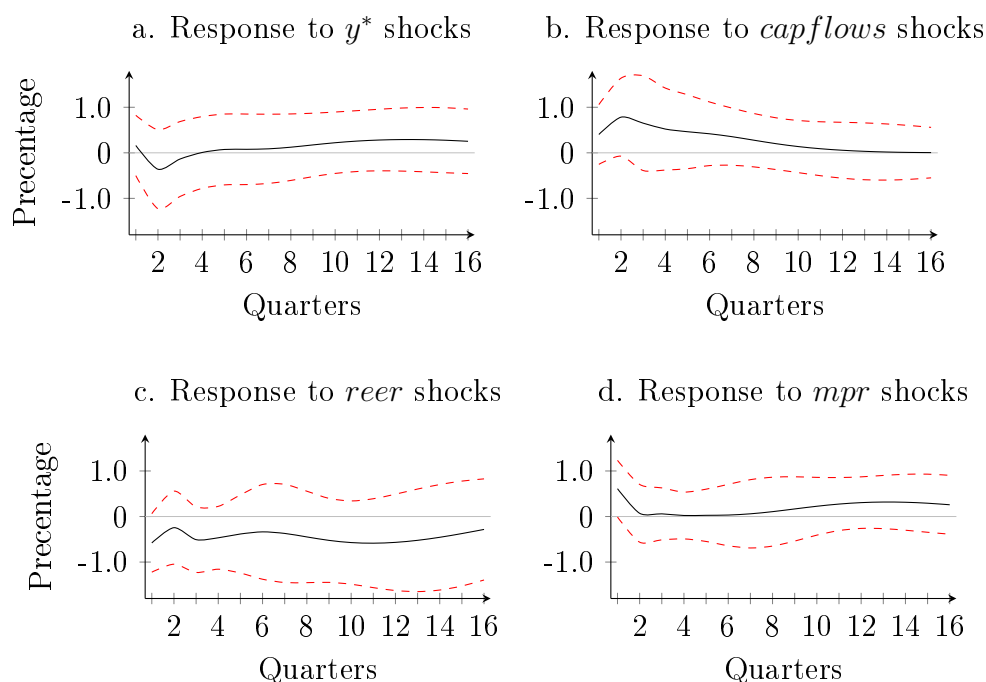 a. Response to y* shocks
Precentage
1.0
0
-1.0
2 4 6 8 10 12 14 16
Quarters
b. Response to capflows shocks
1.0
0
-1.0
2 4 6 8 10 12 14 16
Quarters
c. Response to reer shocks
Precentage
1.0
0
-1.0
2 4 6 8 10 12 14 16
Quarters
d. Response to mpr shocks
1.0
0
-1.0
2 4 6 8 10 12 14 16
Quarters